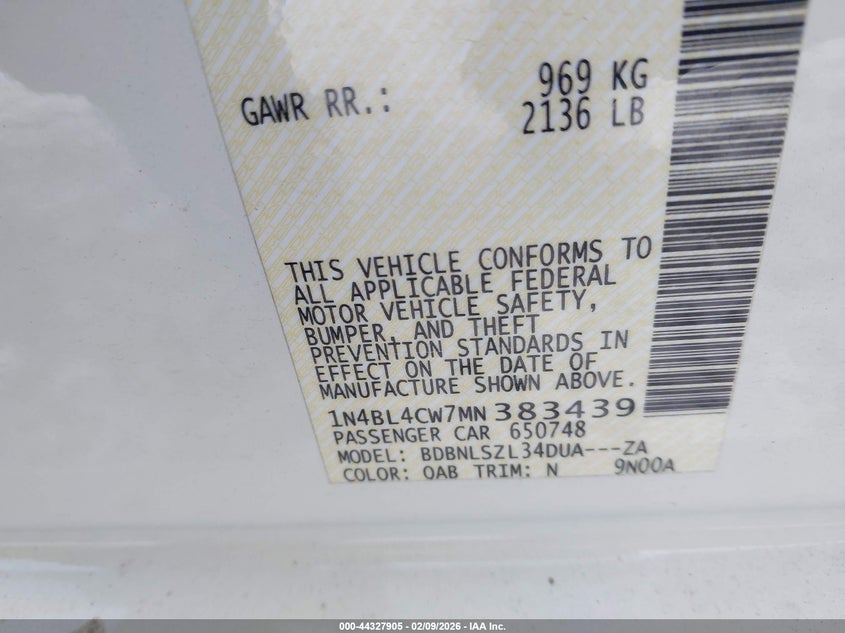 GAWR RR.: 969 KG
2136 LB
THIS VEHICLE CONFORMS TO
ALL APPLICABLE FEDERAL
MOTOR VEHICLE SAFETY,
BUMPER, AND THEFT
PREVENTION STANDARDS IN
EFFECT ON THE DATE OF
MANUFACTURE SHOWN ABOVE.
1N4BL4CW7MN383439
PASSENGER CAR 650748
MODEL: BDBNLSZL34DUA---ZA
COLOR: QAB TRIM: N 9N00A
000-44327905 - 02/09/2026 - IAA Inc.